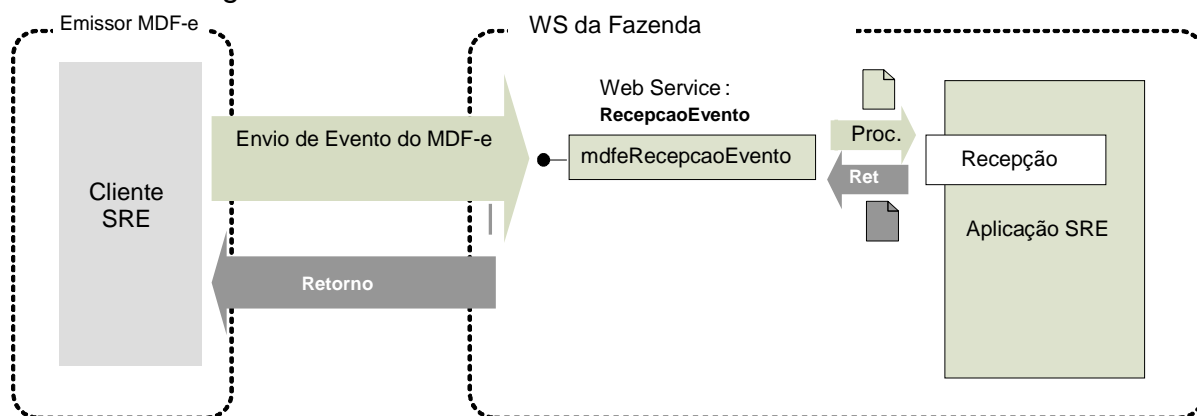 Emissor MDF-e
WS da Fazenda
Web Service :
RecepcaoEvento
Envio de Evento do MDF-e
mdfeRecepcaoEvento
Proc.
Ret
Recepção
Cliente
SRE
Aplicação SRE
Retorno